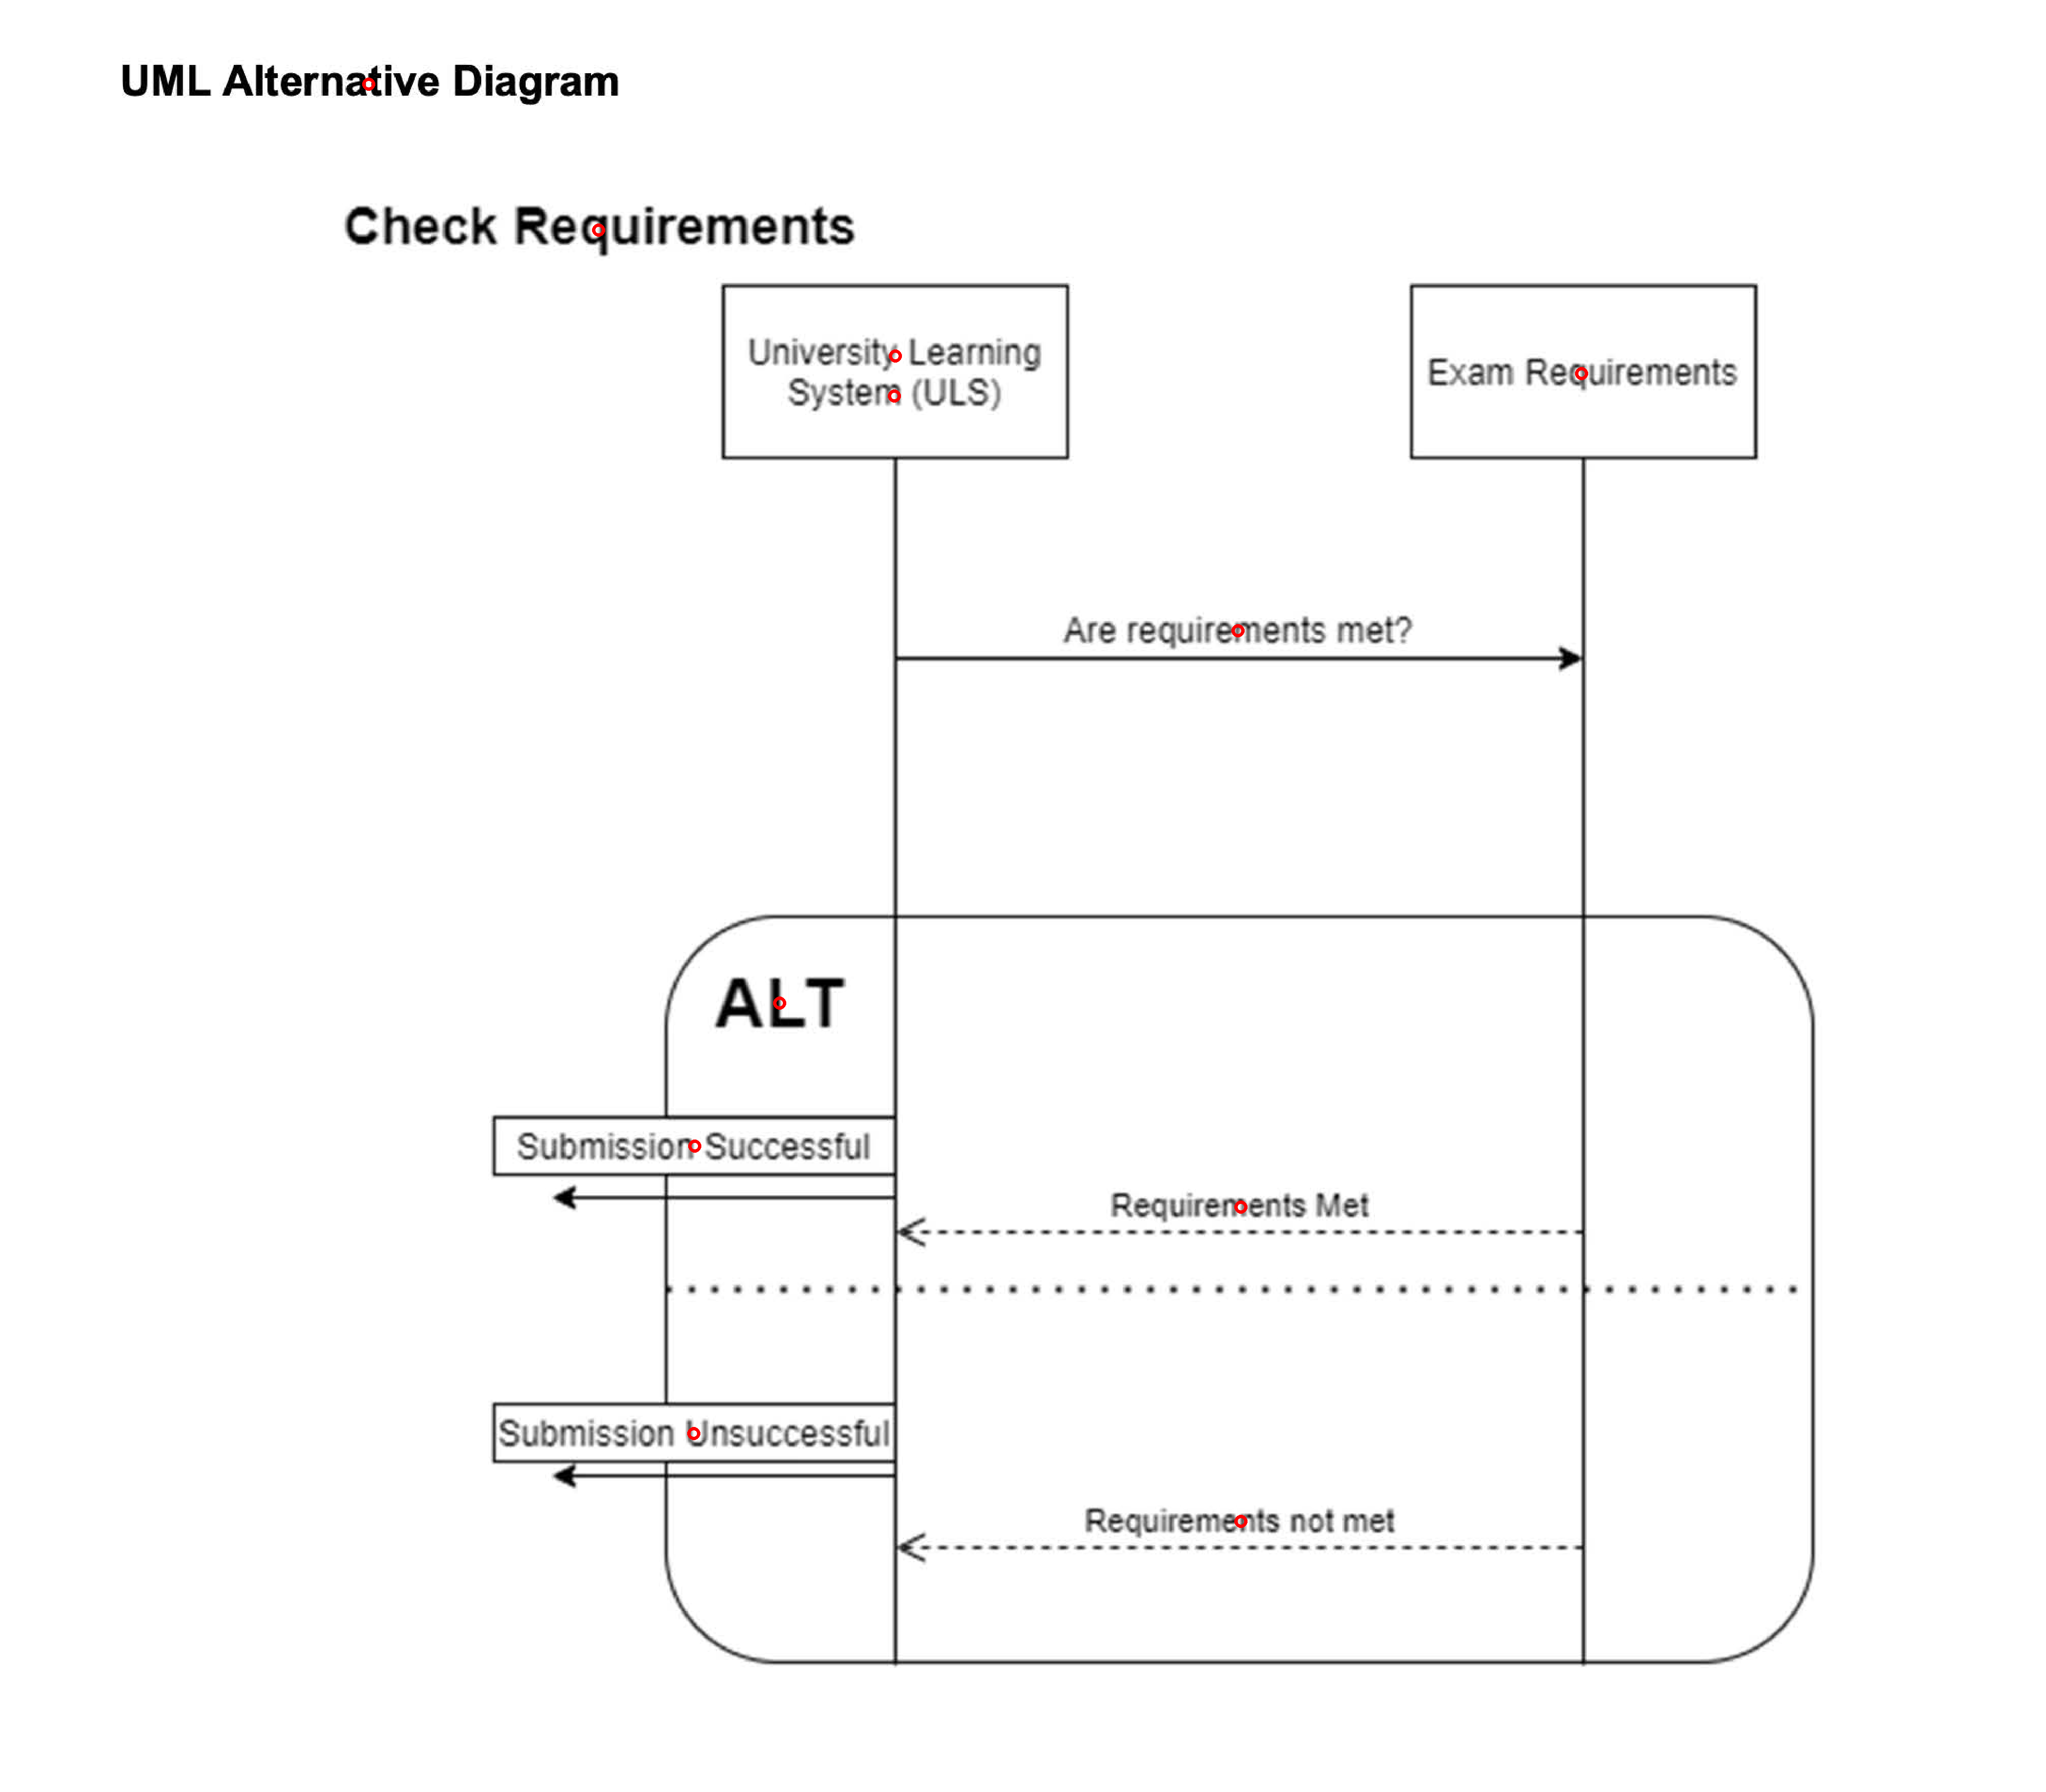 UML Alternative Diagram
Check Requirements
University Learning
System (ULS)
Exam Requirements
Are requirements met?
ALT
Submission Successful
Requirements Met
Submission Unsuccessful
Requirements not met